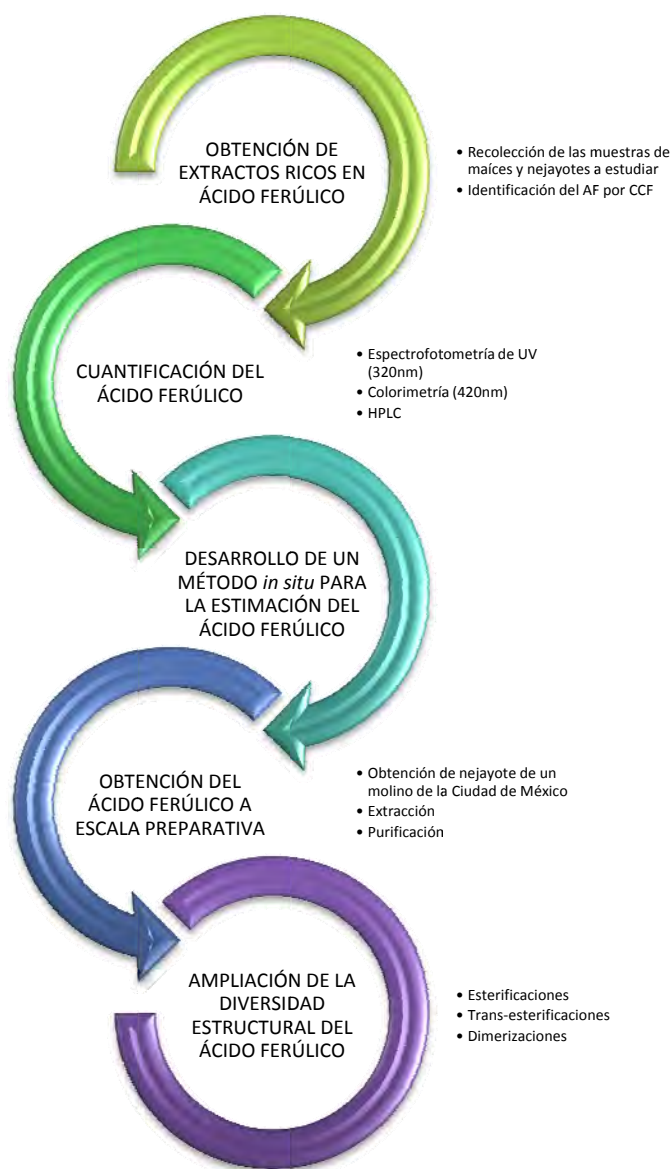 OBTENCIÓN DE
EXTRACTOS RICOS EN
ÁCIDO FERÚLICO
• Recolección de las muestras de
maíces y nejayotes a estudiar
• Identificación del AF por CCF
CUANTIFICACIÓN DEL
ÁCIDO FERÚLICO
• Espectrofotometría de UV
(320nm)
• Colorimetría (420nm)
• HPLC
DESARROLLO DE UN
MÉTODO in situ PARA
LA ESTIMACIÓN DEL
ÁCIDO FERÚLICO
OBTENCIÓN DEL
ÁCIDO FERÚLICO A
ESCALA PREPARATIVA
• Obtención de nejayote de un
molino de la Ciudad de México
• Extracción
• Purificación
AMPLIACIÓN DE LA
DIVERSIDAD
ESTRUCTURAL DEL
ÁCIDO FERÚLICO
• Esterificaciones
• Trans-esterificaciones
• Dimerizaciones